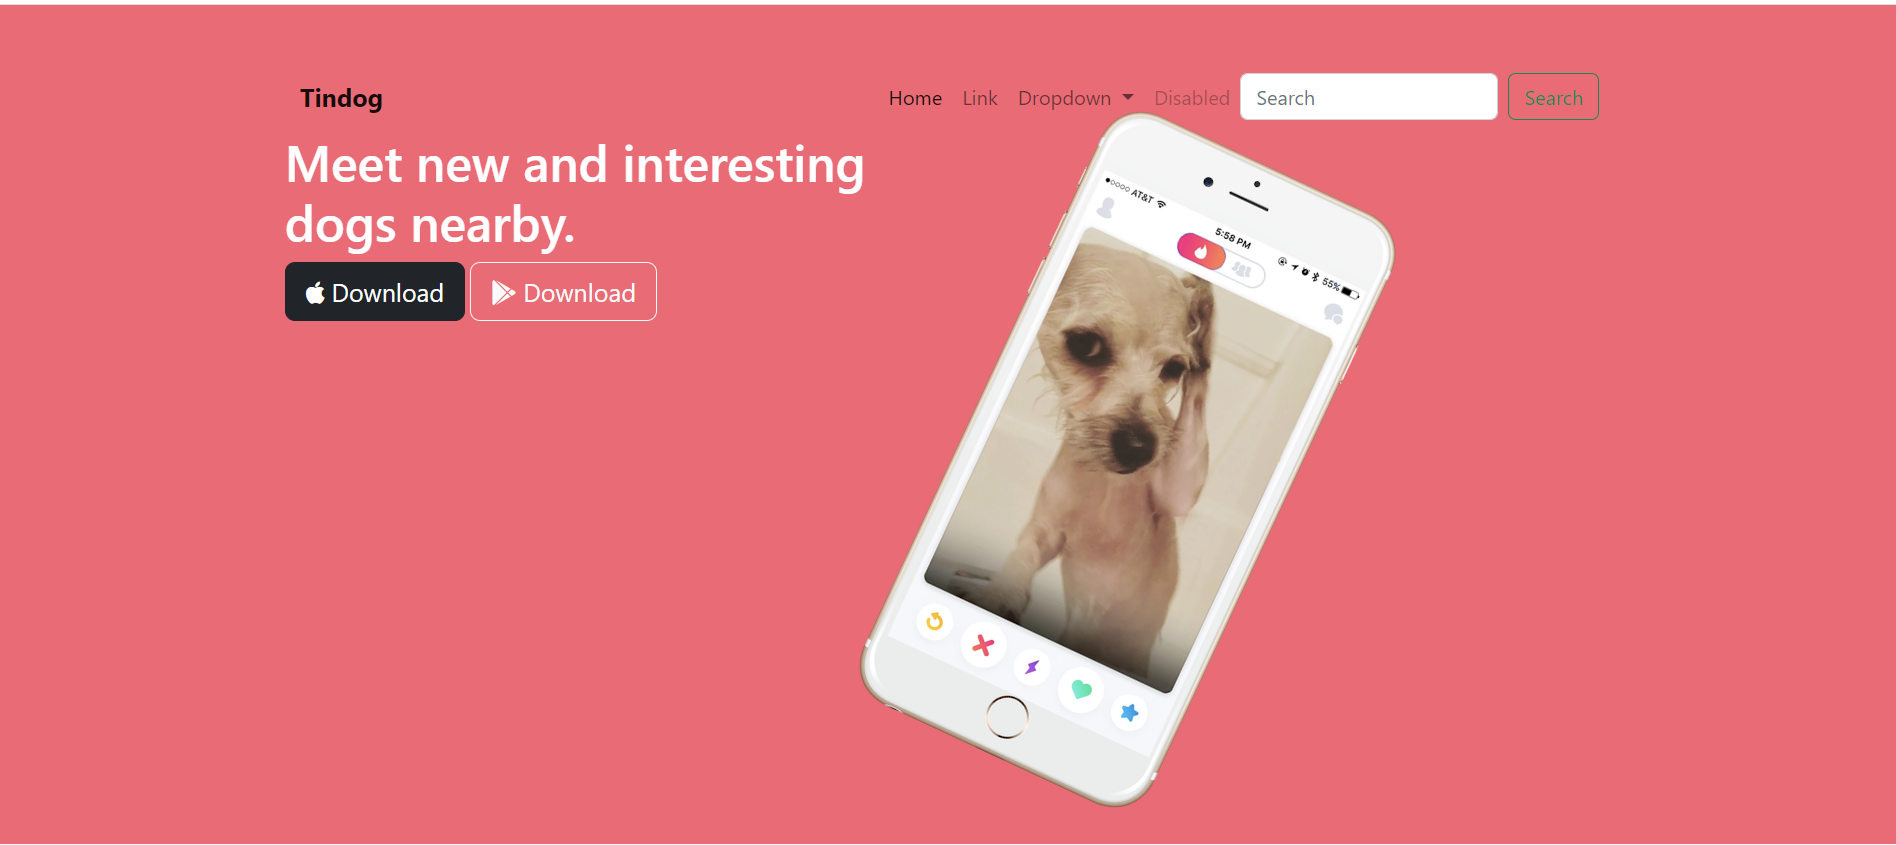 Tindog
Home Link Dropdown Disabled Search Search
Meet new and interesting
dogs nearby.
Download Download
AT&T
5:58 PM
55%